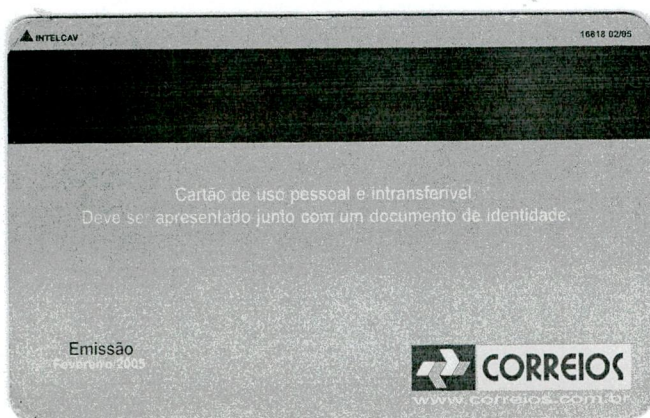 INTELCAV
16818 02/05
Cartão de uso pessoal e intransferível.
Deve ser apresentado junto com um documento de identidade.
Emissão
Fevereiro 2005
CORREIOS
www.correios.com.br